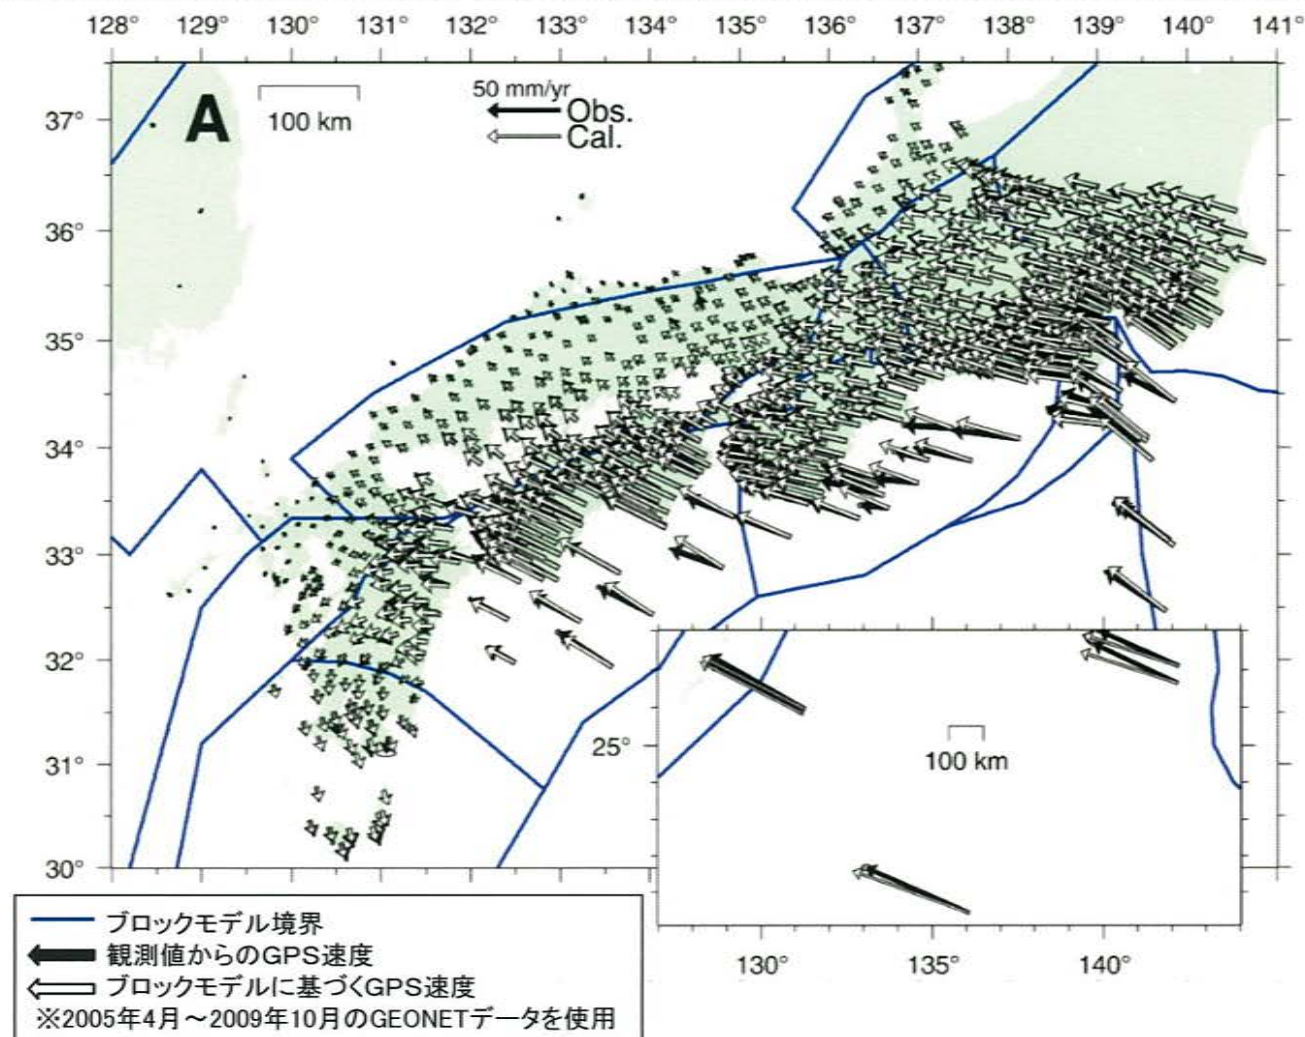 128° 129° 130° 131° 132° 133° 134° 135° 136° 137° 138° 139° 140° 141°
37°
36°
35°
34°
33°
32°
31°
30°
A
100 km
50 mm/yr
Obs.
Cal.
25°
100 km
130° 135° 140°
ブロックモデル境界
観測値からのGPS速度
ブロックモデルに基づくGPS速度
※2005年4月～2009年10月のGEONETデータを使用